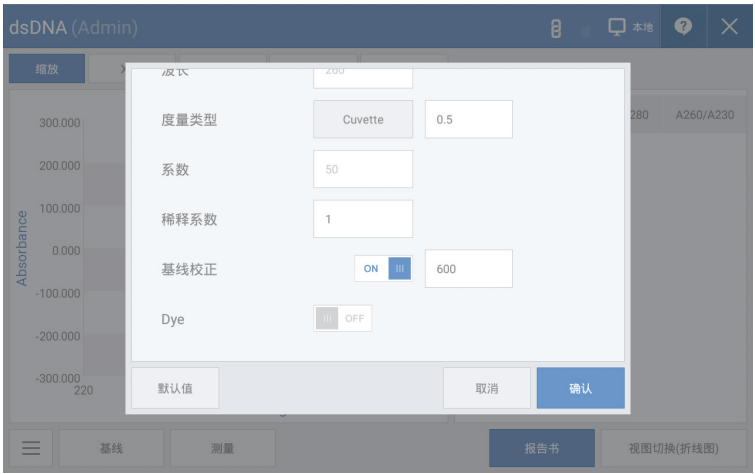 dsDNA (Admin)
本地
缩放
波长
260
度量类型
Cuvette
0.5
系数
50
稀释系数
1
基线校正
ON
600
Dye
OFF
默认值
取消
确认
Absorbance
300.000
200.000
100.000
0.000
-100.000
-200.000
-300.000
220
280
A260/A230
基线
测量
报告书
视图切换(折线图)